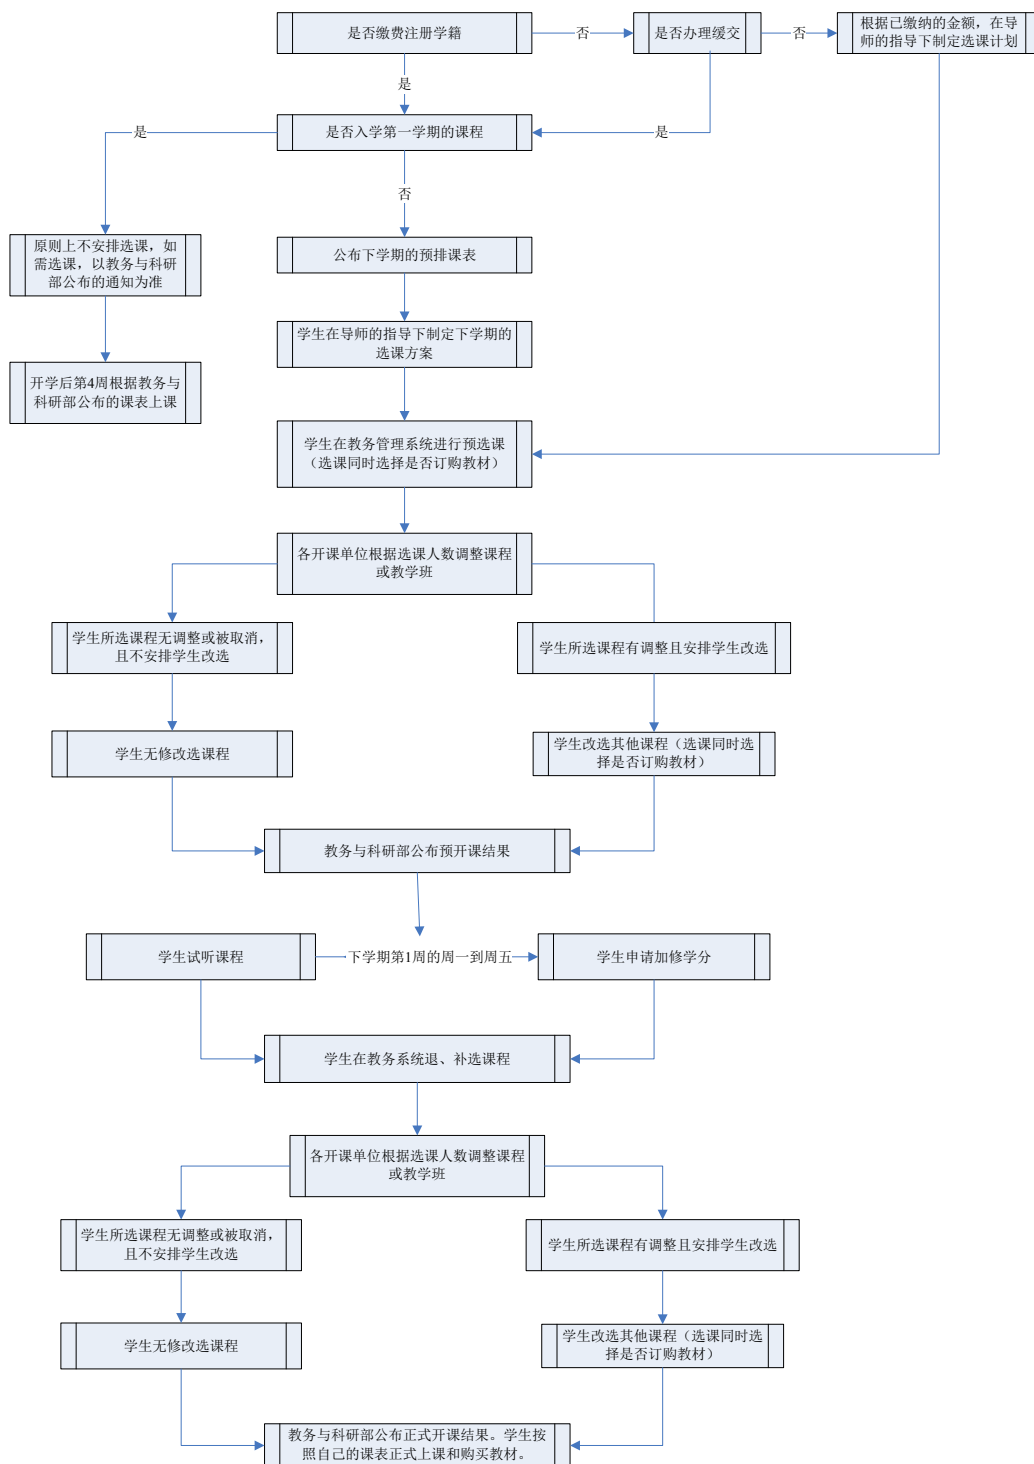 是否缴费注册学籍
否
是否办理缓交
否
根据已缴纳的金额，在导
师的指导下制定选课计划
是
是
是否入学第一学期的课程
是
否
原则上不安排选课，如
需选课，以教务与科研
部公布的通知为准
公布下学期的预排课表
学生在导师的指导下制定下学期的
选课方案
开学后第4周根据教务与
科研部公布的课表上课
学生在教务管理系统进行预选课
（选课同时选择是否订购教材）
各开课单位根据选课人数调整课程
或教学班
学生所选课程无调整或被取消，
且不安排学生改选
学生所选课程有调整且安排学生改选
学生无修改选课程
学生改选其他课程（选课同时选
择是否订购教材）
教务与科研部公布预开课结果
学生试听课程
下学期第1周的周一到周五
学生申请加修学分
学生在教务系统退、补选课程
各开课单位根据选课人数调整课程
或教学班
学生所选课程无调整或被取消，
且不安排学生改选
学生所选课程有调整且安排学生改选
学生无修改选课程
学生改选其他课程（选课同时选
择是否订购教材）
教务与科研部公布正式开课结果。学生按
照自己的课表正式上课和购买教材。